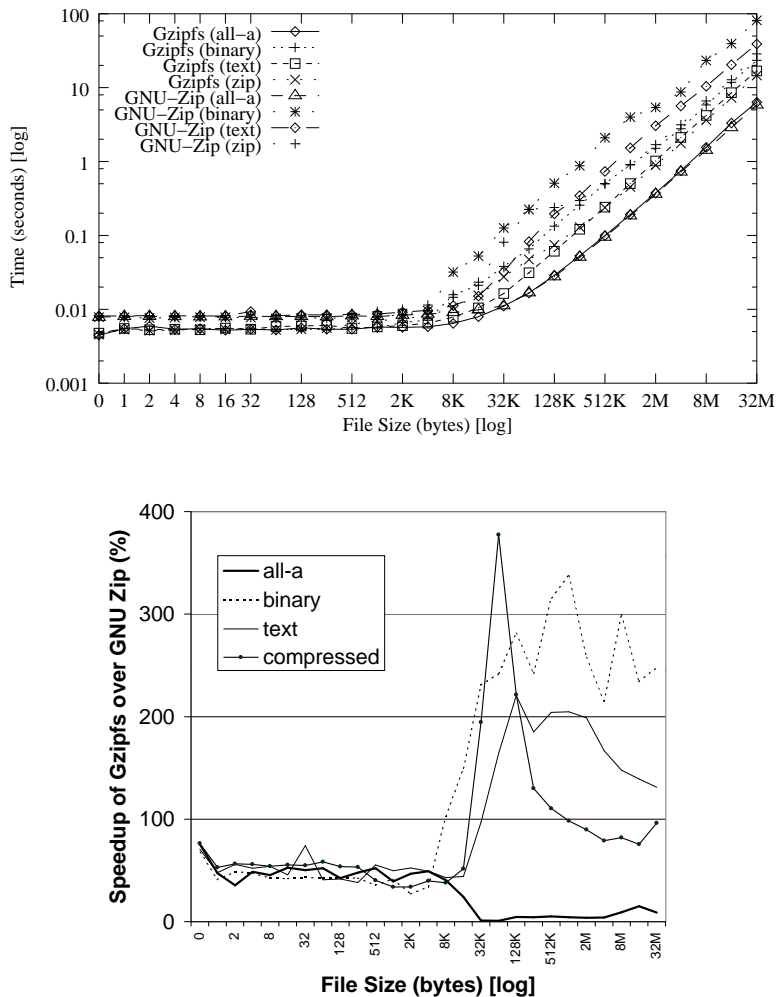 100
10
1
0.1
0.01
0.001
Time (seconds) [log]
Gzipfs (all−a)
Gzipfs (binary)
Gzipfs (text)
Gzipfs (zip)
GNU−Zip (all−a)
GNU−Zip (binary)
GNU−Zip (text)
GNU−Zip (zip)
0 1 2 4 8 16 32 128 512 2K 8K 32K 128K 512K 2M 8M 32M
File Size (bytes) [log]
400
300
200
100
0
Speedup of Gzipfs over GNU Zip (%)
all-a
binary
text
compressed
0 2 8 32 128 512 2K 8K 32K 128K 512K 2M 8M 32M
File Size (bytes) [log]